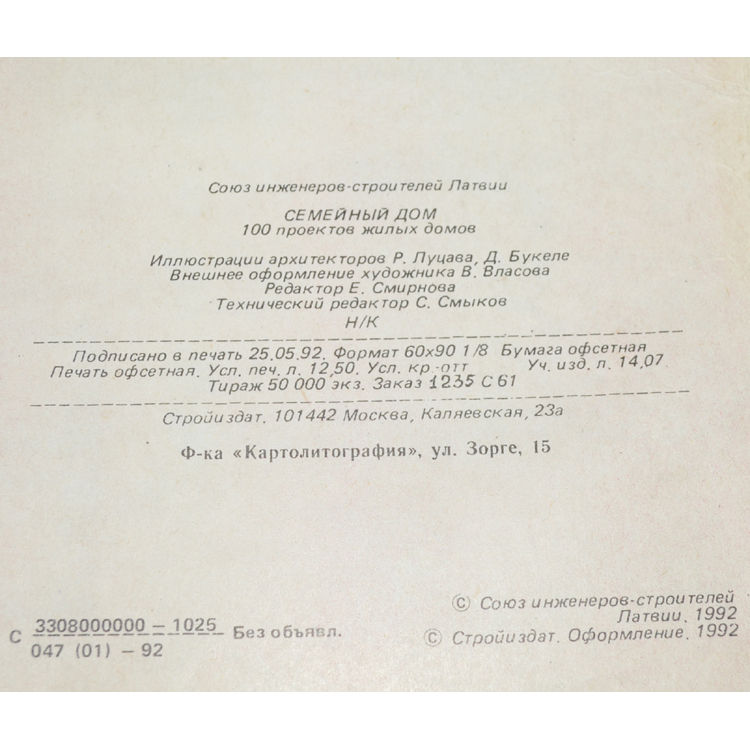 Союз инженеров-строителей Латвии
СЕМЕЙНЫЙ ДОМ
100 проектов жилых домов
Иллюстрации архитекторов Р. Луцава, Д. Букеле
Внешнее оформление художника В. Власова
Редактор Е. Смирнова
Технический редактор С. Смыков
Н/К
Подписано в печать 25.05.92. Формат 60х90 1/8 Бумага офсетная
Печать офсетная. Усл. печ. л. 12,50. Усл. кр.-отт Уч. изд. л. 14,07
Тираж 50 000 экз. Заказ 1235 С 61
Стройиздат. 101442 Москва, Каляевская, 23а
Ф-ка «Картолитография», ул. Зорге, 15
© Союз инженеров-строителей
Латвии, 1992
© Стройиздат. Оформление, 1992
С 3308000000 – 1025 Без объявл.
047 (01) – 92